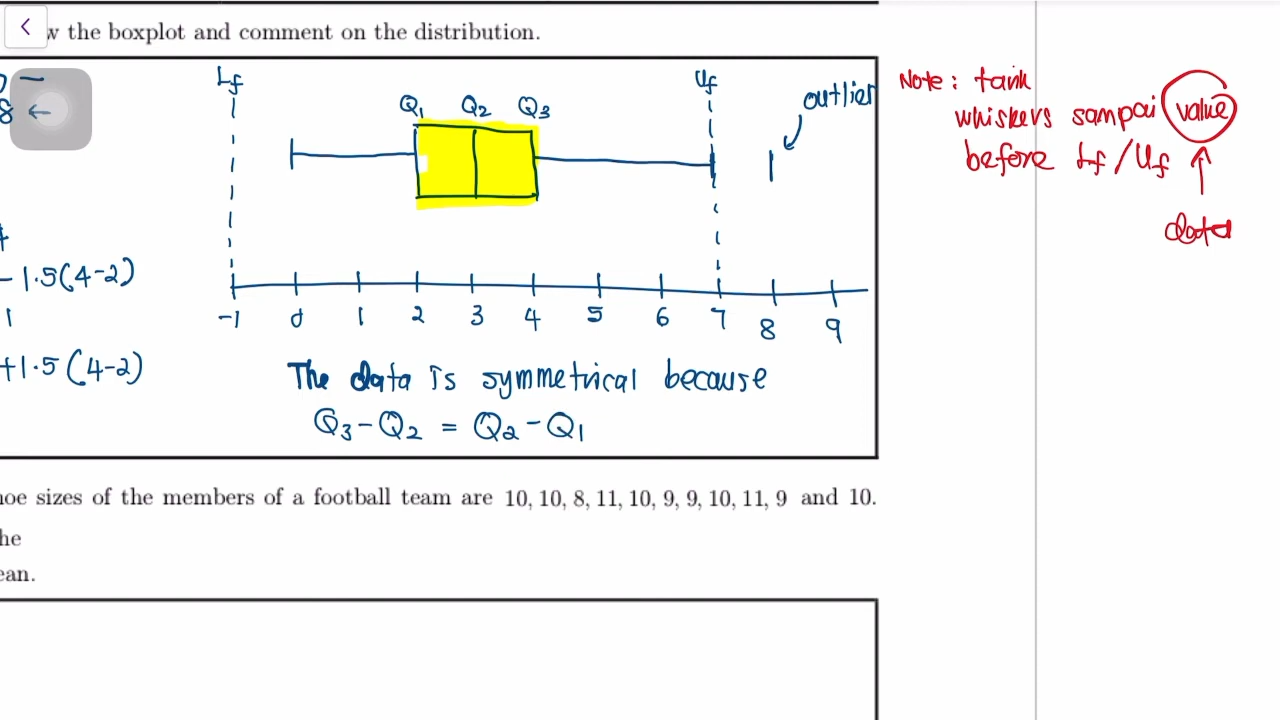 w the boxplot and comment on the distribution.
8 ←
Lf
Uf
Q1 Q2 Q3
outlier
Note: tarik
whiskers sampai value
before Lf/Uf
data
-1.5(4-2)
1
+1.5(4-2)
-1 0 1 2 3 4 5 6 7 8 9
The data is symmetrical because
Q3-Q2 = Q2-Q1
hoe sizes of the members of a football team are 10, 10, 8, 11, 10, 9, 9, 10, 11, 9 and 10.
he
ean.